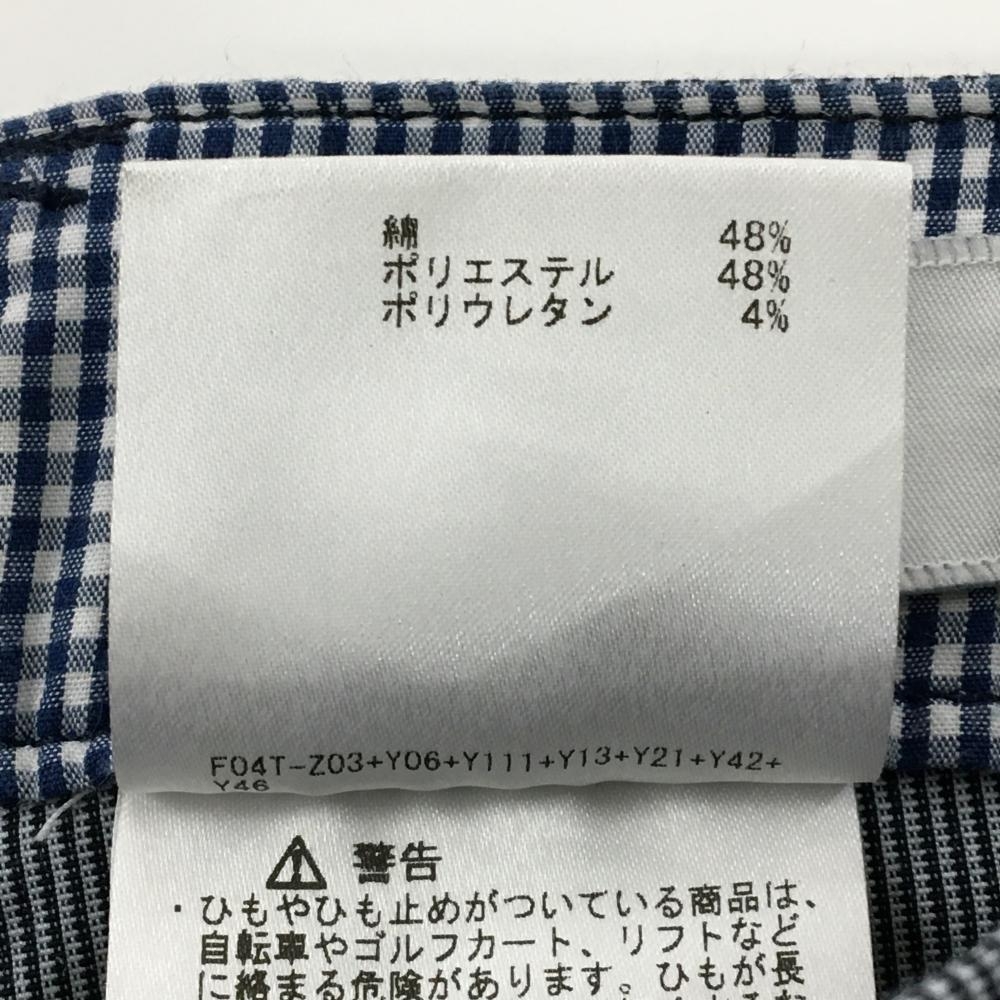 綿 48%
ポリエステル 48%
ポリウレタン 4%
F04T-Z03+Y06+Y111+Y13+Y21+Y42+
Y46
⚠ 警告
・ひもやひも止めがついている商品は、
自転車やゴルフカート、リフトなど
に絡まる危険があります。ひもが長